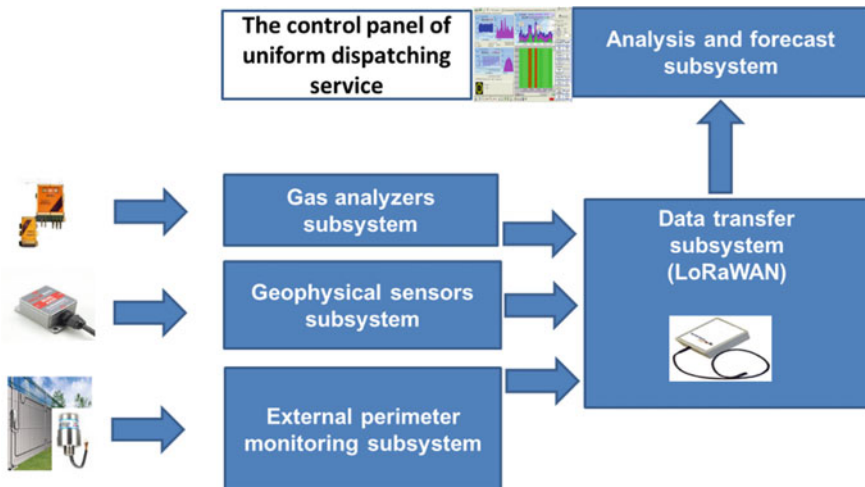 The control panel of
uniform dispatching
service
Analysis and forecast
subsystem
Gas analyzers
subsystem
Data transfer
subsystem
(LoRaWAN)
Geophysical sensors
subsystem
External perimeter
monitoring subsystem